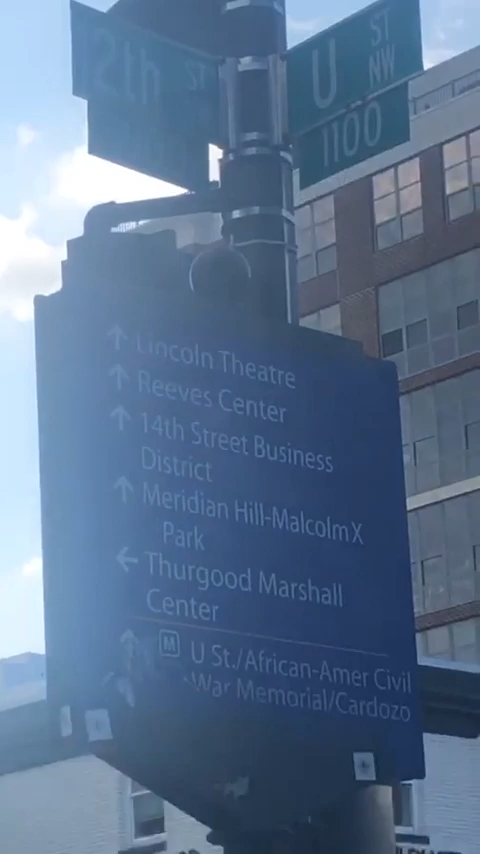 2th ST
U ST NW
1100
↑ Lincoln Theatre
↑ Reeves Center
↑ 14th Street Business
District
↑ Meridian Hill-Malcolm X
Park
← Thurgood Marshall
Center
↑ M U St./African-Amer Civil
War Memorial/Cardozo